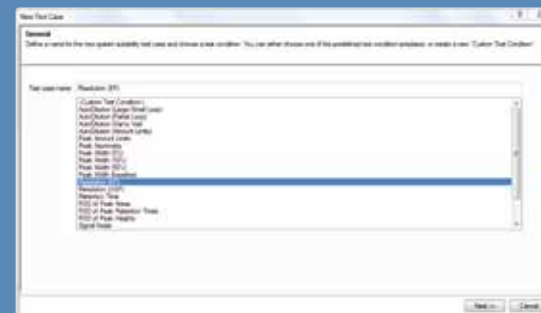 New Test Case
General
Define a name for the new system suitability test case and choose a test condition. You can either choose one of the predefined test condition templates, or create a new "Custom Test Condition".
Test case name: Resolution (EP)
(Custom Test Condition)
AutoDilution (Large/Small Loop)
AutoDilution (Partial Loop)
AutoDilution (Same Vial)
AutoDilution (Amount Limits)
Peak Amount Limits
Peak Asymmetry
Peak Width (5%)
Peak Width (10%)
Peak Width (50%)
Peak Width Baseline
Resolution (EP)
Resolution (USP)
Retention Time
RSD of Peak Areas
RSD of Peak Retention Times
RSD of Peak Heights
Signal Noise
Next >>
Cancel